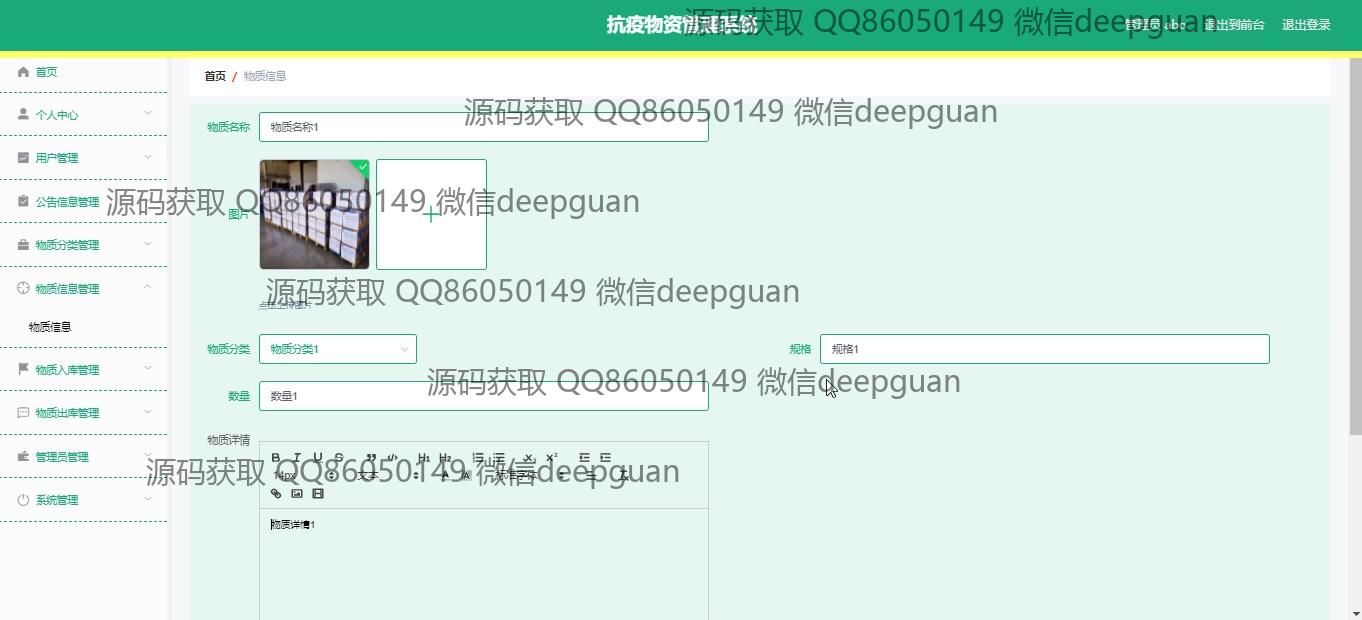 抗疫物资管理系统
源码获取 QQ86050149 微信deepguan
管理员 abo
退出到前台
退出登录
首页
个人中心
用户管理
公告信息管理
物质分类管理
物质信息管理
物质信息
物质入库管理
物质出库管理
管理员管理
系统管理
首页 / 物质信息
源码获取 QQ86050149 微信deepguan
物质名称
物质名称1
源码获取 QQ86050149 微信deepguan
图片
源码获取 QQ86050149 微信deepguan
点击上传图片
物质分类
物质分类1
规格
规格1
源码获取 QQ86050149 微信deepguan
数量
数量1
物质详情
B I U S ” </> H1 H2 X₂ X²
源码获取 QQ86050149 微信deepguan
14px 文本 A A 标准字体
物质详情1